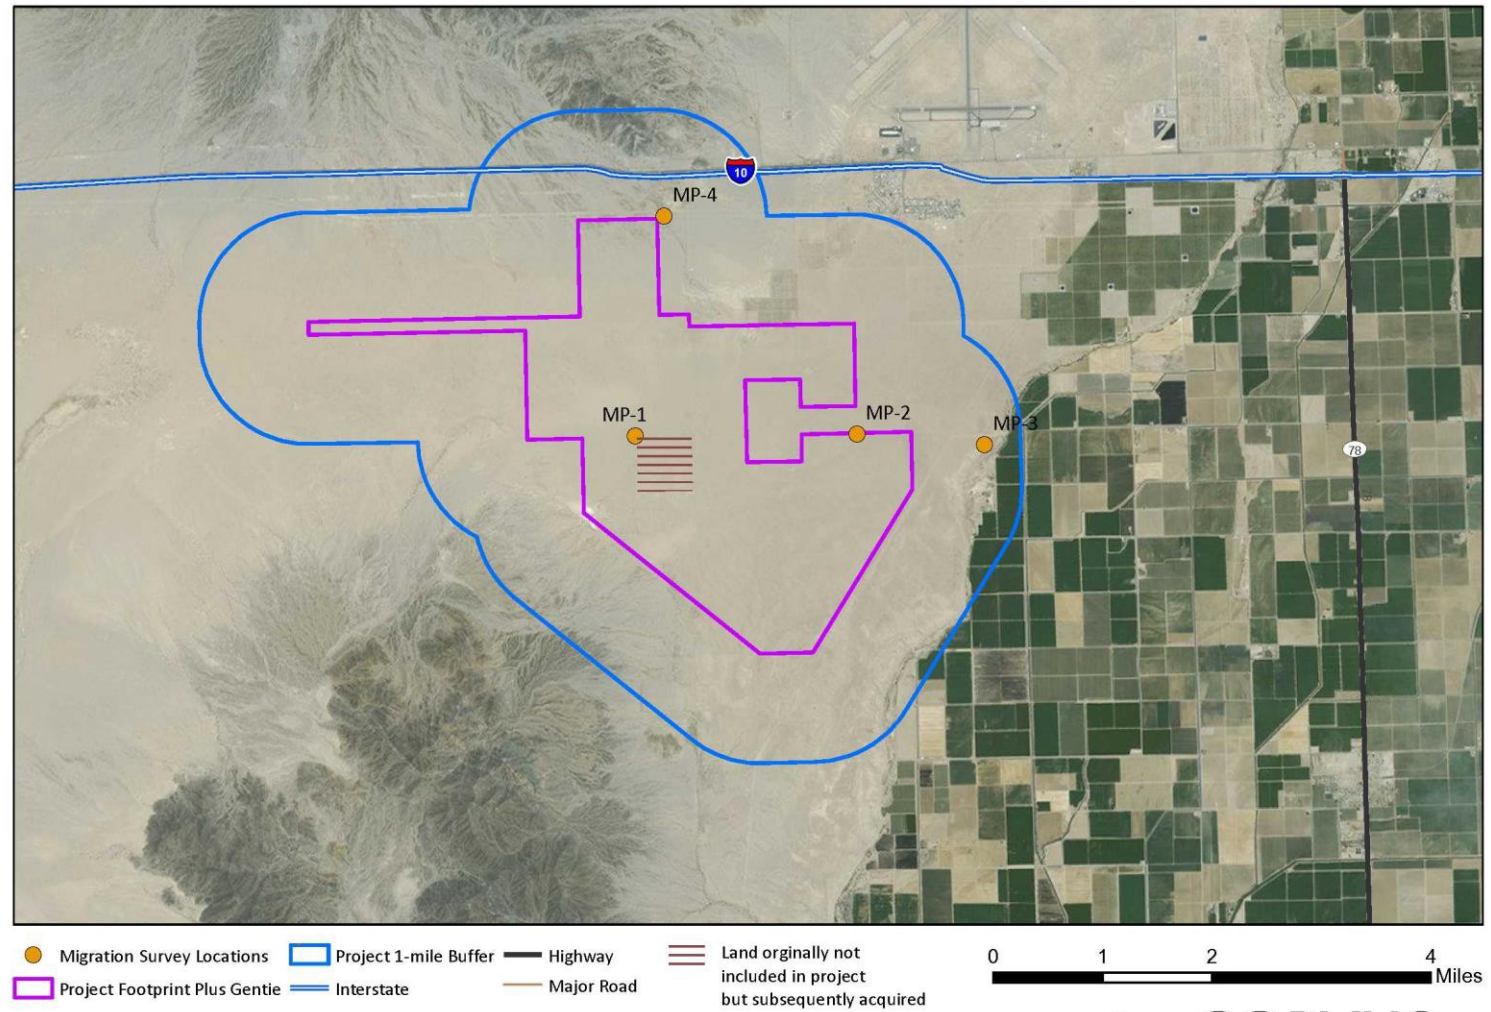 10
MP-4
MP-1
MP-2
MP-3
78
Migration Survey Locations
Project 1-mile Buffer
Highway
Land orginally not
included in project
but subsequently acquired
Project Footprint Plus Gentie
Interstate
Major Road
0 1 2 4
Miles